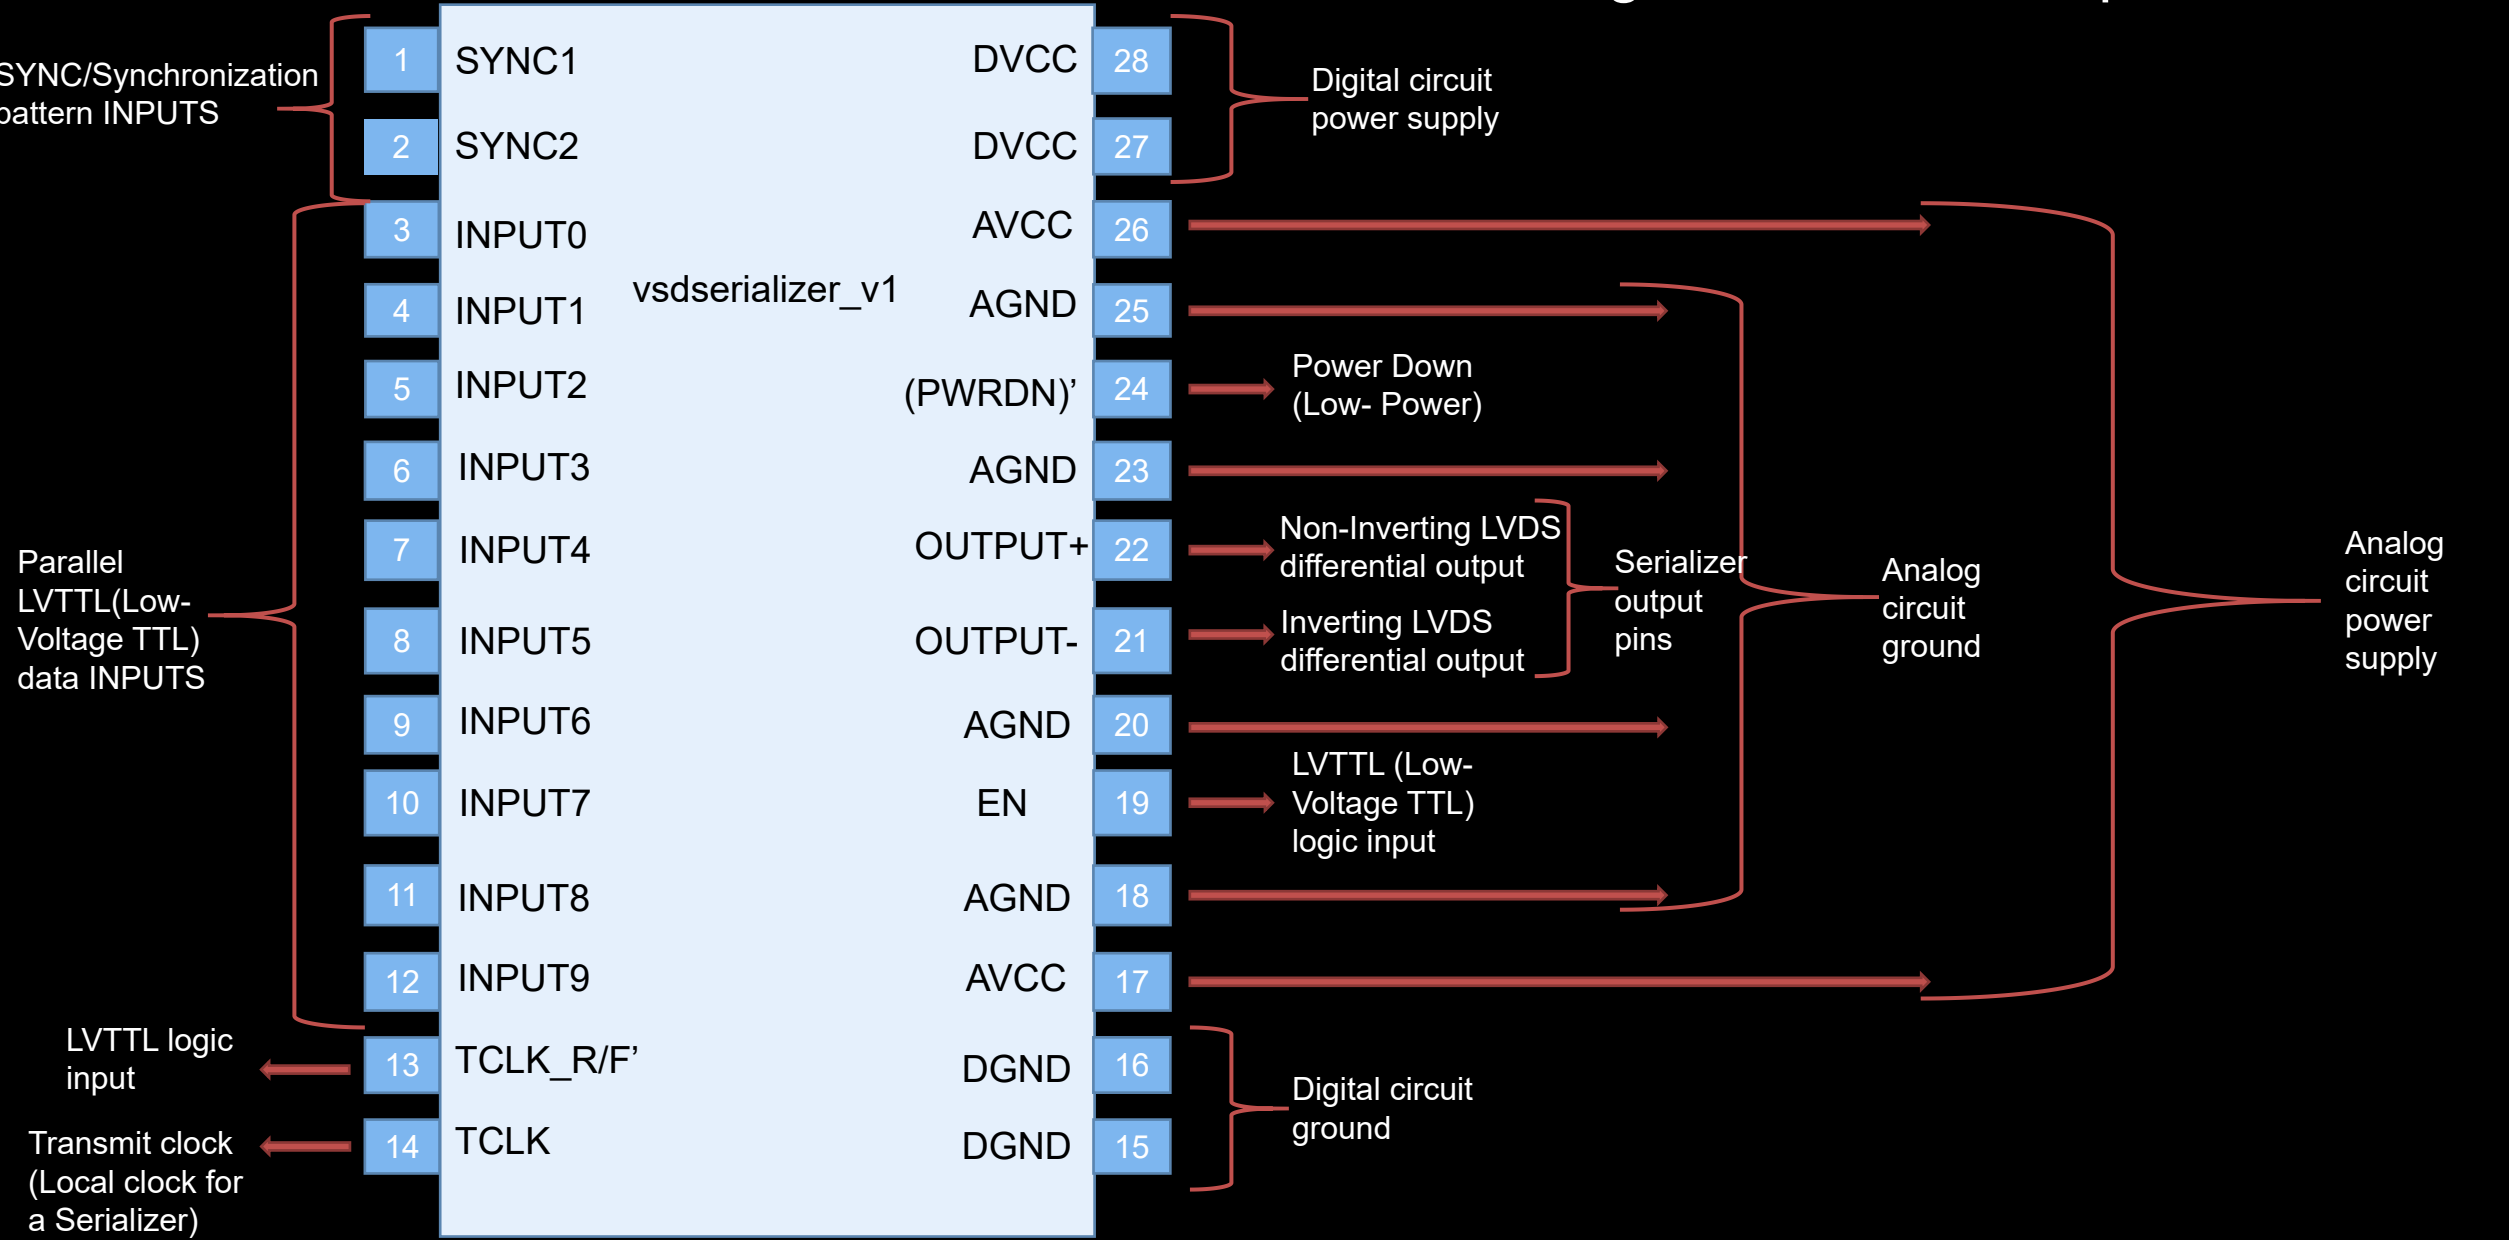 SYNC/Synchronization
pattern INPUTS
Parallel
LVTTL(Low-
Voltage TTL)
data INPUTS
LVTTL logic
input
Transmit clock
(Local clock for
a Serializer)
1 SYNC1
2 SYNC2
3 INPUT0
4 INPUT1
5 INPUT2
6 INPUT3
7 INPUT4
8 INPUT5
9 INPUT6
10 INPUT7
11 INPUT8
12 INPUT9
13 TCLK_R/F’
14 TCLK
vsdserializer_v1
DVCC 28
DVCC 27
AVCC 26
AGND 25
(PWRDN)’ 24
AGND 23
OUTPUT+ 22
OUTPUT- 21
AGND 20
EN 19
AGND 18
AVCC 17
DGND 16
DGND 15
Digital circuit
power supply
Power Down
(Low- Power)
Non-Inverting LVDS
differential output
Inverting LVDS
differential output
Serializer
output
pins
LVTTL (Low-
Voltage TTL)
logic input
Digital circuit
ground
Analog
circuit
ground
Analog
circuit
power
supply